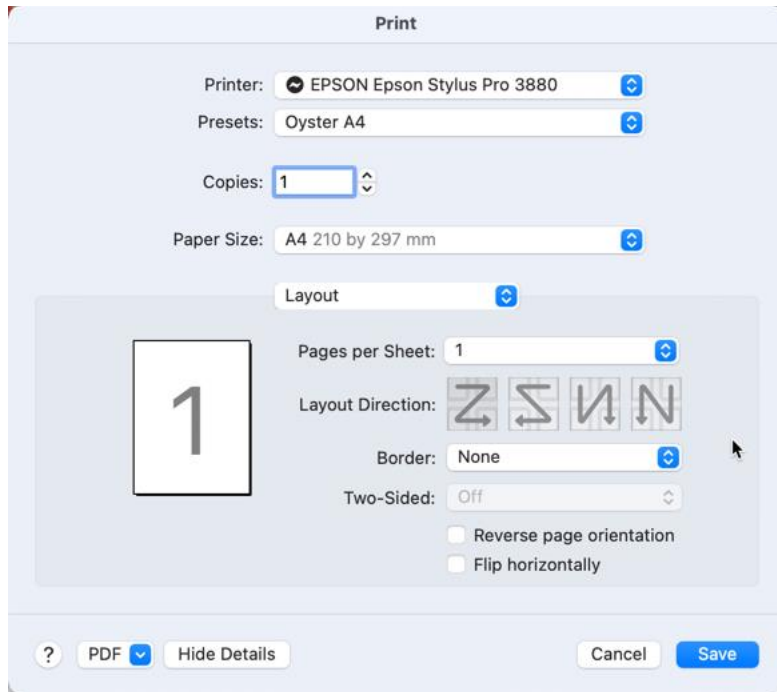 Print
Printer: EPSON Epson Stylus Pro 3880
Presets: Oyster A4
Copies: 1
Paper Size: A4 210 by 297 mm
Layout
1
Pages per Sheet: 1
Layout Direction:
Border: None
Two-Sided: Off
Reverse page orientation
Flip horizontally
? PDF Hide Details Cancel Save